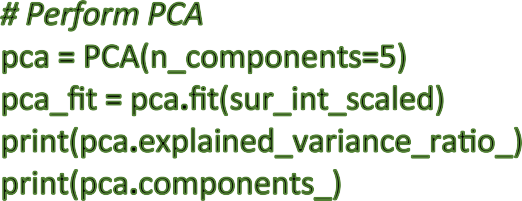 # Perform PCA
pca = PCA(n_components=5)
pca_fit = pca.fit(sur_int_scaled)
print(pca.explained_variance_ratio_)
print(pca.components_)